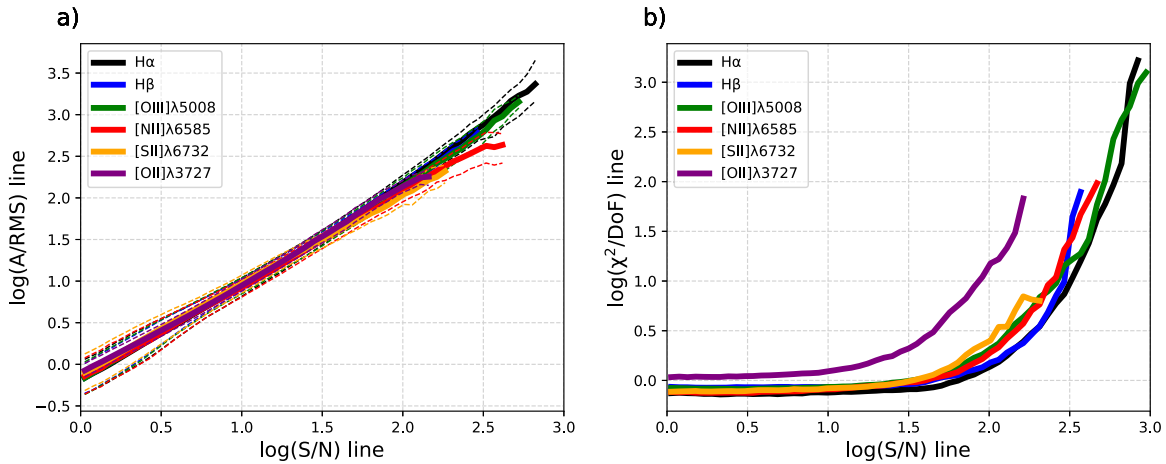 a)
log(A/RMS) line
3.5
3.0
2.5
2.0
1.5
1.0
0.5
0.0
−0.5
Hα
Hβ
[OIII]λ5008
[NII]λ6585
[SII]λ6732
[OII]λ3727
0.0 0.5 1.0 1.5 2.0 2.5 3.0
log(S/N) line
b)
log(χ²/DoF) line
3.0
2.5
2.0
1.5
1.0
0.5
0.0
Hα
Hβ
[OIII]λ5008
[NII]λ6585
[SII]λ6732
[OII]λ3727
0.0 0.5 1.0 1.5 2.0 2.5 3.0
log(S/N) line